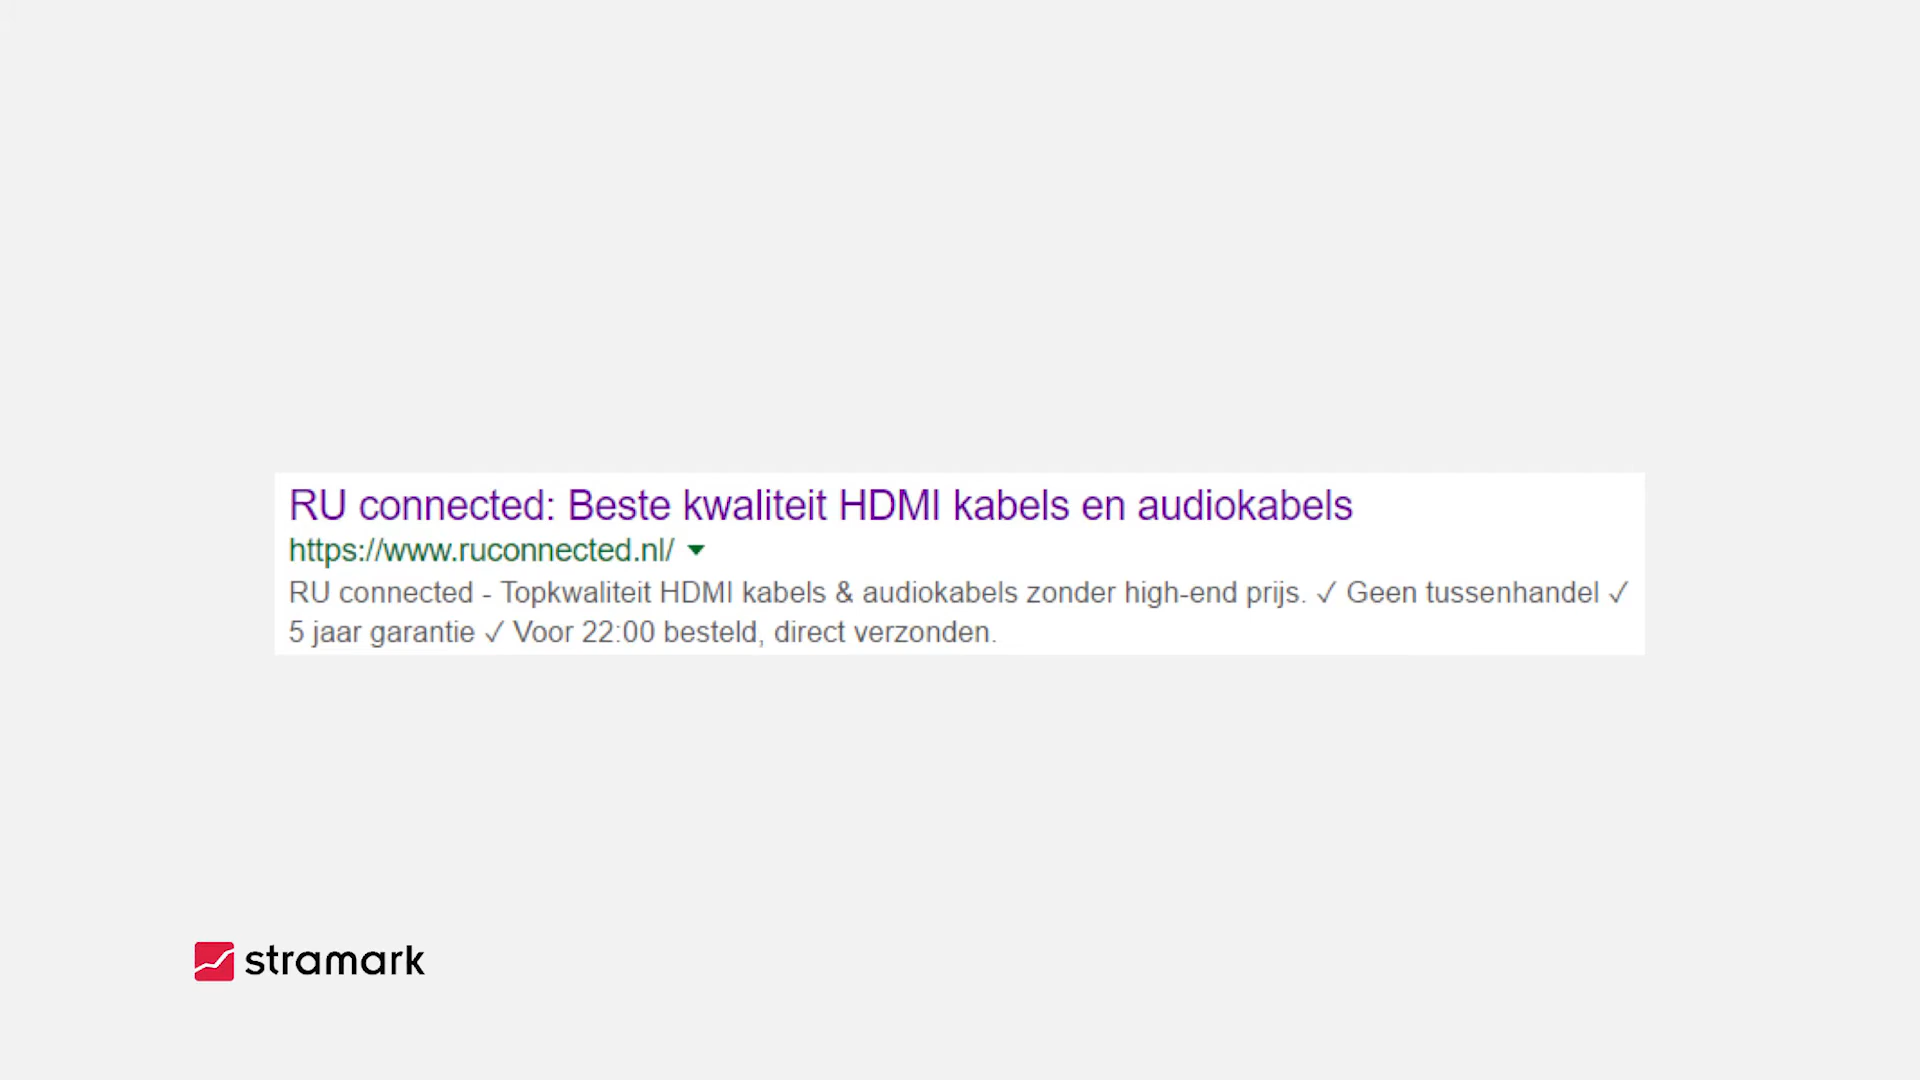 RU connected: Beste kwaliteit HDMI kabels en audiokabels
https://www.ruconnected.nl/
RU connected - Topkwaliteit HDMI kabels & audiokabels zonder high-end prijs. ✓ Geen tussenhandel ✓
5 jaar garantie ✓ Voor 22:00 besteld, direct verzonden.
stramark